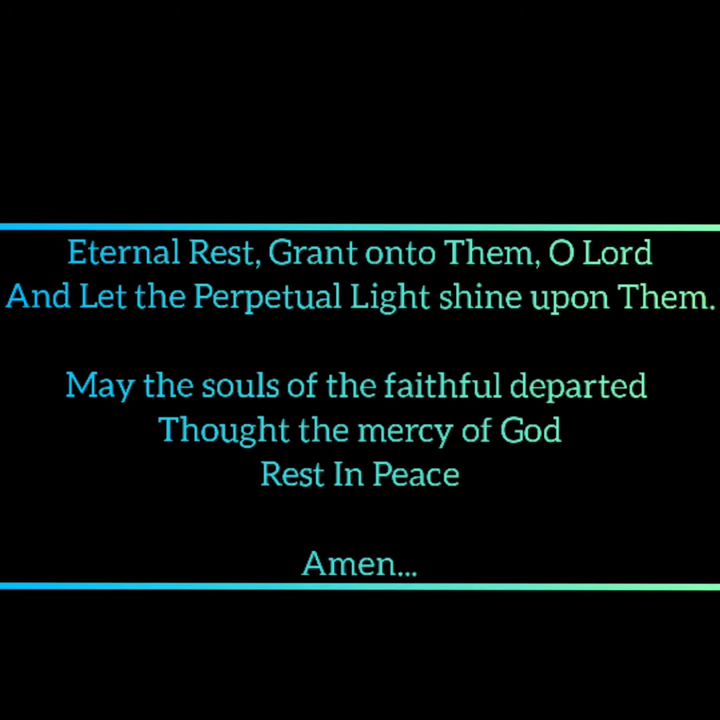 Eternal Rest, Grant onto Them, O Lord
And Let the Perpetual Light shine upon Them.
May the souls of the faithful departed
Thought the mercy of God
Rest In Peace
Amen...